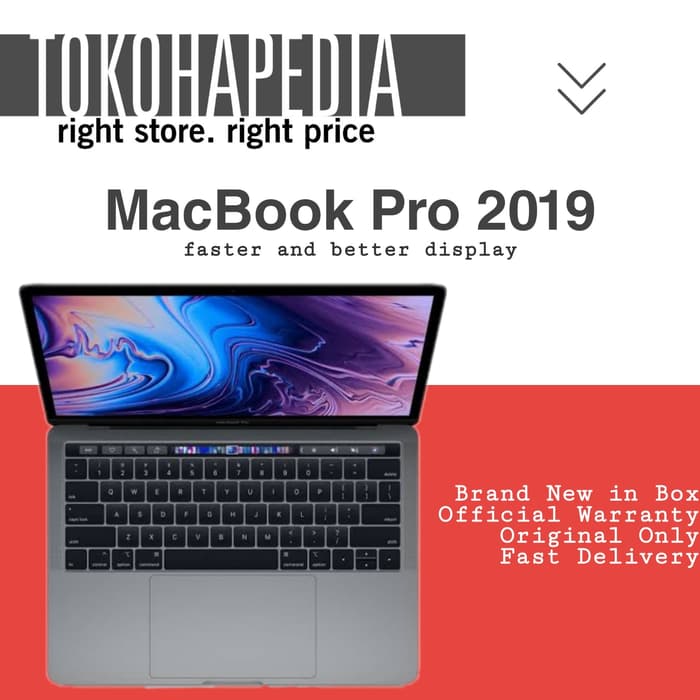 TOKOHAPEDIA
right store. right price
MacBook Pro 2019
faster and better display
Brand New in Box
Official Warranty
Original Only
Fast Delivery